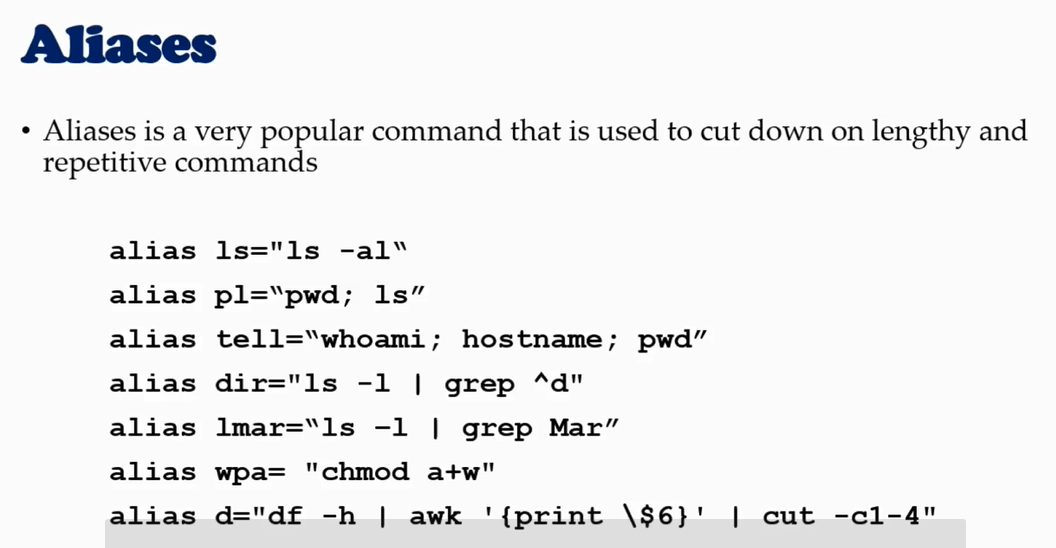 Aliases
• Aliases is a very popular command that is used to cut down on lengthy and
repetitive commands
alias ls="ls -al‟
alias pl=‟pwd; ls”
alias tell=‟whoami; hostname; pwd”
alias dir="ls -l | grep ^d"
alias lmar=‟ls –l | grep Mar”
alias wpa= "chmod a+w"
alias d="df -h | awk '{print \$6}' | cut -c1-4"